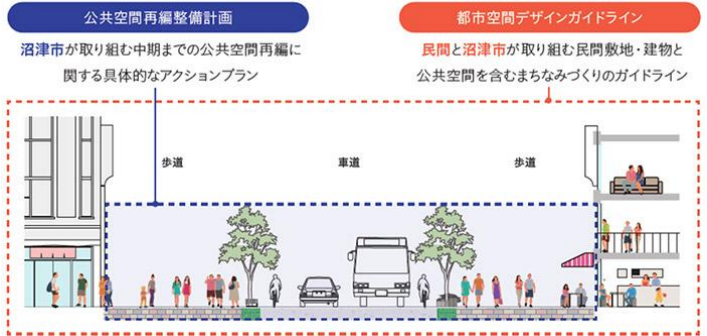 公共空間再編整備計画
沼津市が取り組む中期までの公共空間再編に
関する具体的なアクションプラン
都市空間デザインガイドライン
民間と沼津市が取り組む民間敷地・建物と
公共空間を含むまちなみづくりのガイドライン
歩道
車道
歩道